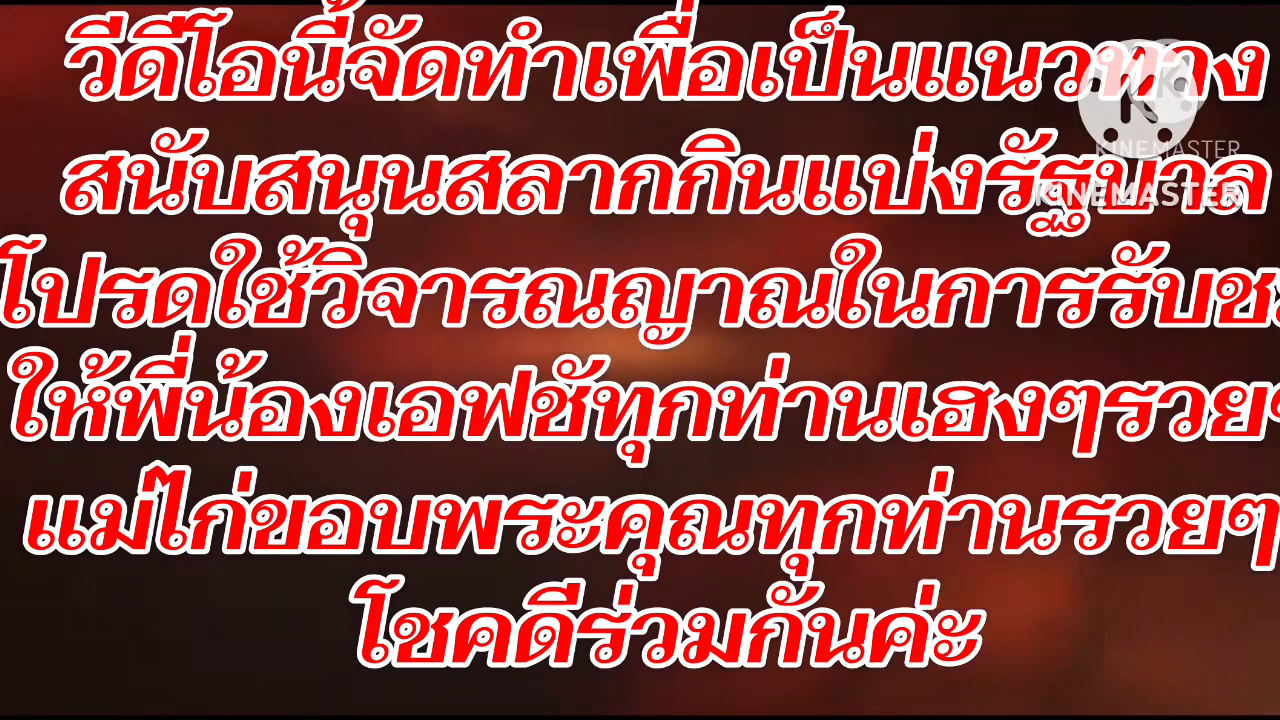 วีดีโอนี้จัดทำเพื่อเป็นแนวทาง
สนับสนุนสลากกินแบ่งรัฐบาล
โปรดใช้วิจารณญาณในการรับชม
ให้พี่น้องเอฟซีทุกท่านเฮงๆรวยๆ
แม่ไก่ขอบพระคุณทุกท่านรวยๆ
โชคดีร่วมกันค่ะ
KINEMASTER
KINEMASTER